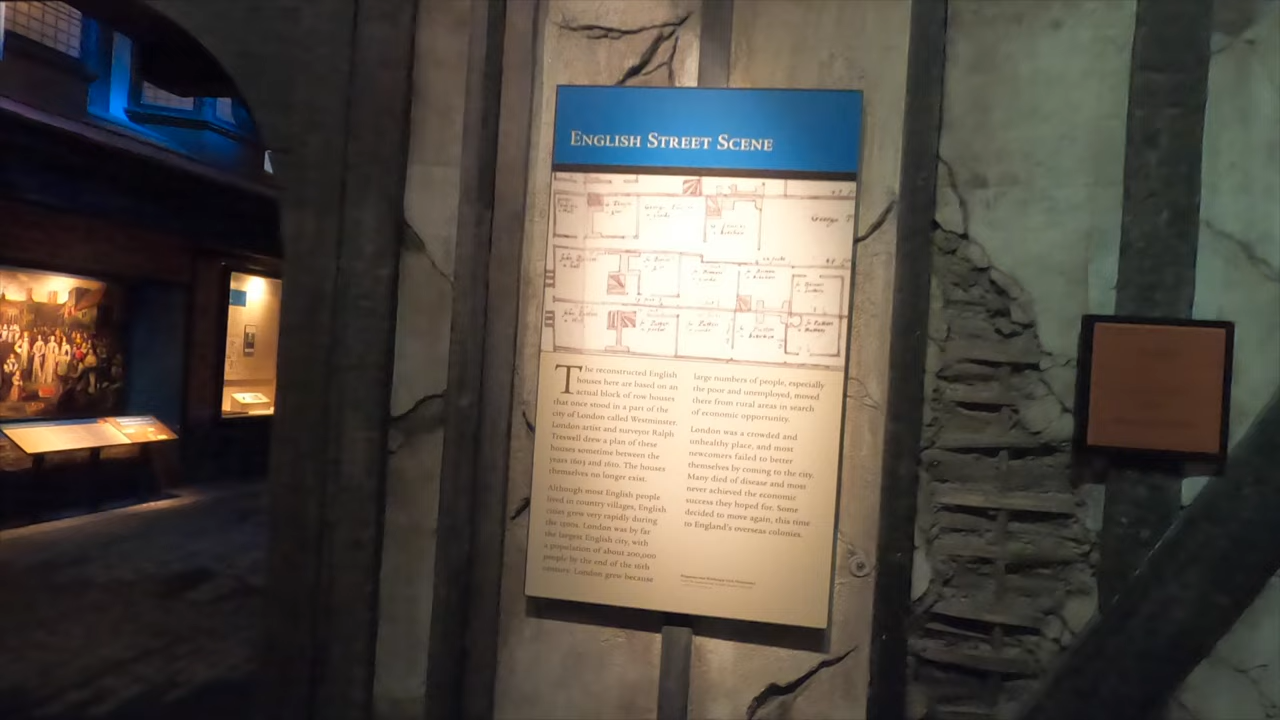 ENGLISH STREET SCENE
The reconstructed English
houses here are based on an
actual block of row houses
that once stood in a part of the
city of London called Westminster.
London artist and surveyor Ralph
Treswell drew a plan of these
houses sometime between the
years 1603 and 1610. The houses
themselves no longer exist.
Although most English people
lived in country villages, English
cities grew very rapidly during
the 1500s. London was by far
the largest English city, with
a population of about 200,000
people by the end of the 16th
century. London grew because
large numbers of people, especially
the poor and unemployed, moved
there from rural areas in search
of economic opportunity.
London was a crowded and
unhealthy place, and most
newcomers failed to better
themselves by coming to the city.
Many died of disease and most
never achieved the economic
success they hoped for. Some
decided to move again, this time
to England's overseas colonies.